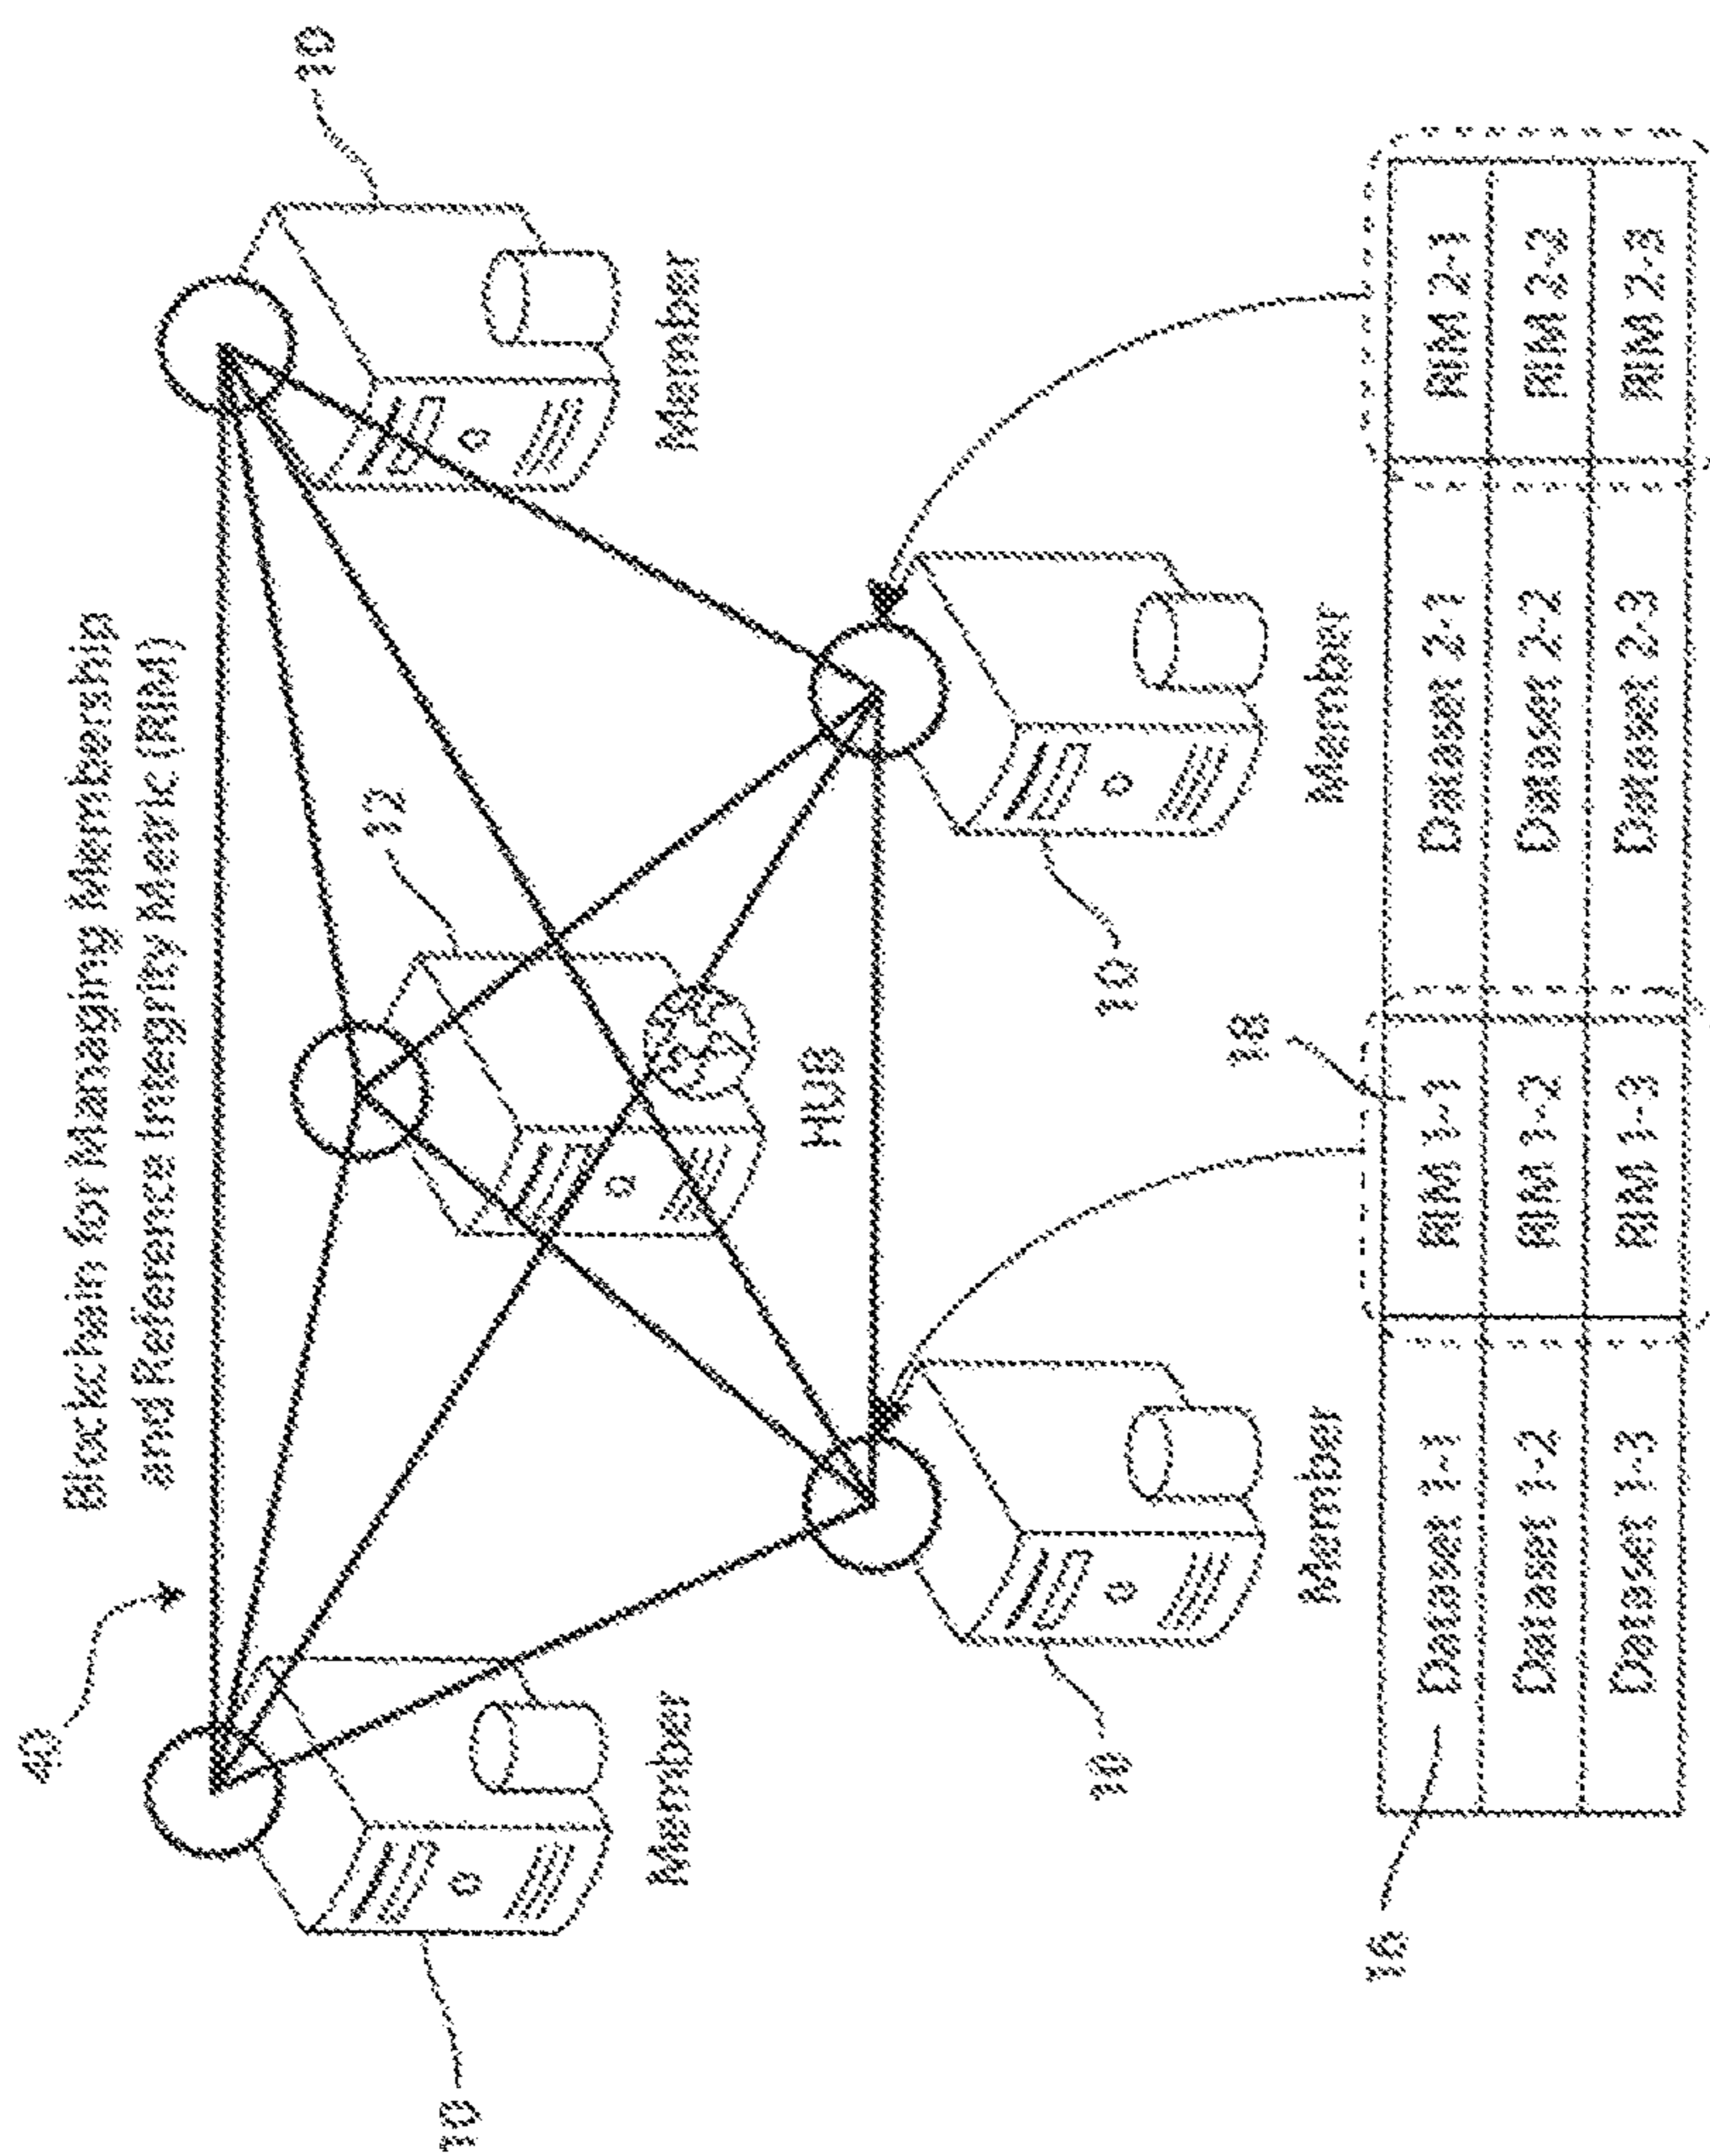 40
Blockchain for Managing Membership
and Reference Integrity Metric (RIM)
10
12
10
Member
Member
HUB
10
10
18
Member
Member
16
Dataset 1-1 RIM 1-1 Dataset 2-1 RIM 2-1
Dataset 1-2 RIM 1-2 Dataset 2-2 RIM 2-2
Dataset 1-3 RIM 1-3 Dataset 2-3 RIM 2-3